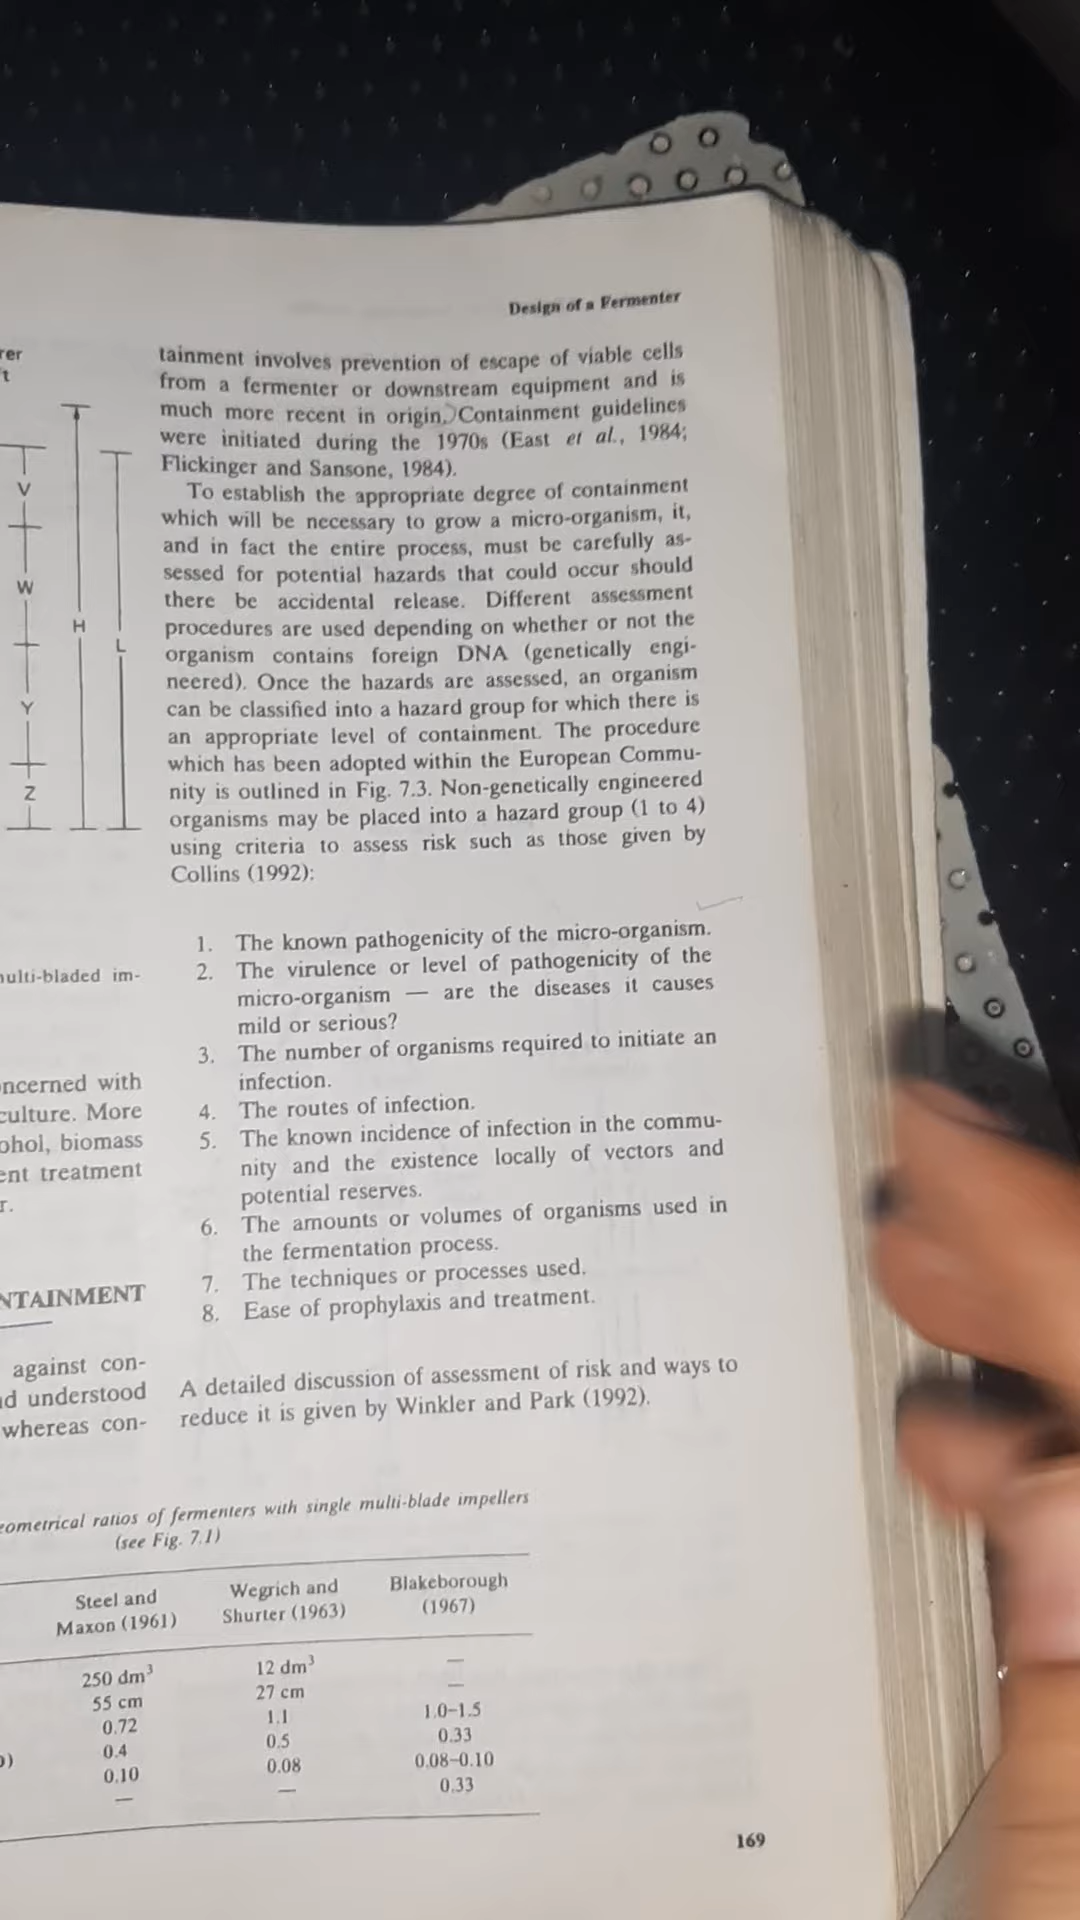 Design of a Fermenter
tainment involves prevention of escape of viable cells
from a fermenter or downstream equipment and is
much more recent in origin. Containment guidelines
were initiated during the 1970s (East et al., 1984;
Flickinger and Sansone, 1984).
To establish the appropriate degree of containment
which will be necessary to grow a micro-organism, it,
and in fact the entire process, must be carefully as-
sessed for potential hazards that could occur should
there be accidental release. Different assessment
procedures are used depending on whether or not the
organism contains foreign DNA (genetically engi-
neered). Once the hazards are assessed, an organism
can be classified into a hazard group for which there is
an appropriate level of containment. The procedure
which has been adopted within the European Commu-
nity is outlined in Fig. 7.3. Non-genetically engineered
organisms may be placed into a hazard group (1 to 4)
using criteria to assess risk such as those given by
Collins (1992):
1. The known pathogenicity of the micro-organism.
2. The virulence or level of pathogenicity of the
micro-organism — are the diseases it causes
mild or serious?
3. The number of organisms required to initiate an
infection.
4. The routes of infection.
5. The known incidence of infection in the commu-
nity and the existence locally of vectors and
potential reserves.
6. The amounts or volumes of organisms used in
the fermentation process.
7. The techniques or processes used.
8. Ease of prophylaxis and treatment.
A detailed discussion of assessment of risk and ways to
reduce it is given by Winkler and Park (1992).
V
W
H
L
Y
Z
im-
with
culture. More
biomass
treatment
against con-
understood
whereas con-
ratios of fermenters with single multi-blade impellers
(see Fig. 7.1)
Steel and Wegrich and Blakeborough
Maxon (1961) Shurter (1963) (1967)
250 dm³ 12 dm³ —
55 cm 27 cm —
0.72 1.1 1.0–1.5
0.4 0.5 0.33
0.10 0.08 0.08–0.10
— — 0.33
169